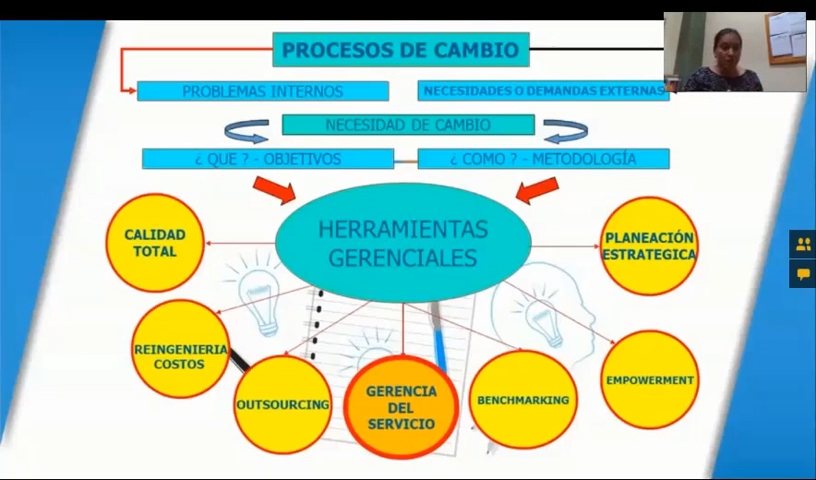 PROCESOS DE CAMBIO
PROBLEMAS INTERNOS
NECESIDADES O DEMANDAS EXTERNAS
NECESIDAD DE CAMBIO
¿ QUE ? - OBJETIVOS
¿ COMO ? - METODOLOGÍA
HERRAMIENTAS
GERENCIALES
CALIDAD
TOTAL
PLANEACIÓN
ESTRATEGICA
REINGENIERIA
COSTOS
OUTSOURCING
GERENCIA
DEL
SERVICIO
BENCHMARKING
EMPOWERMENT